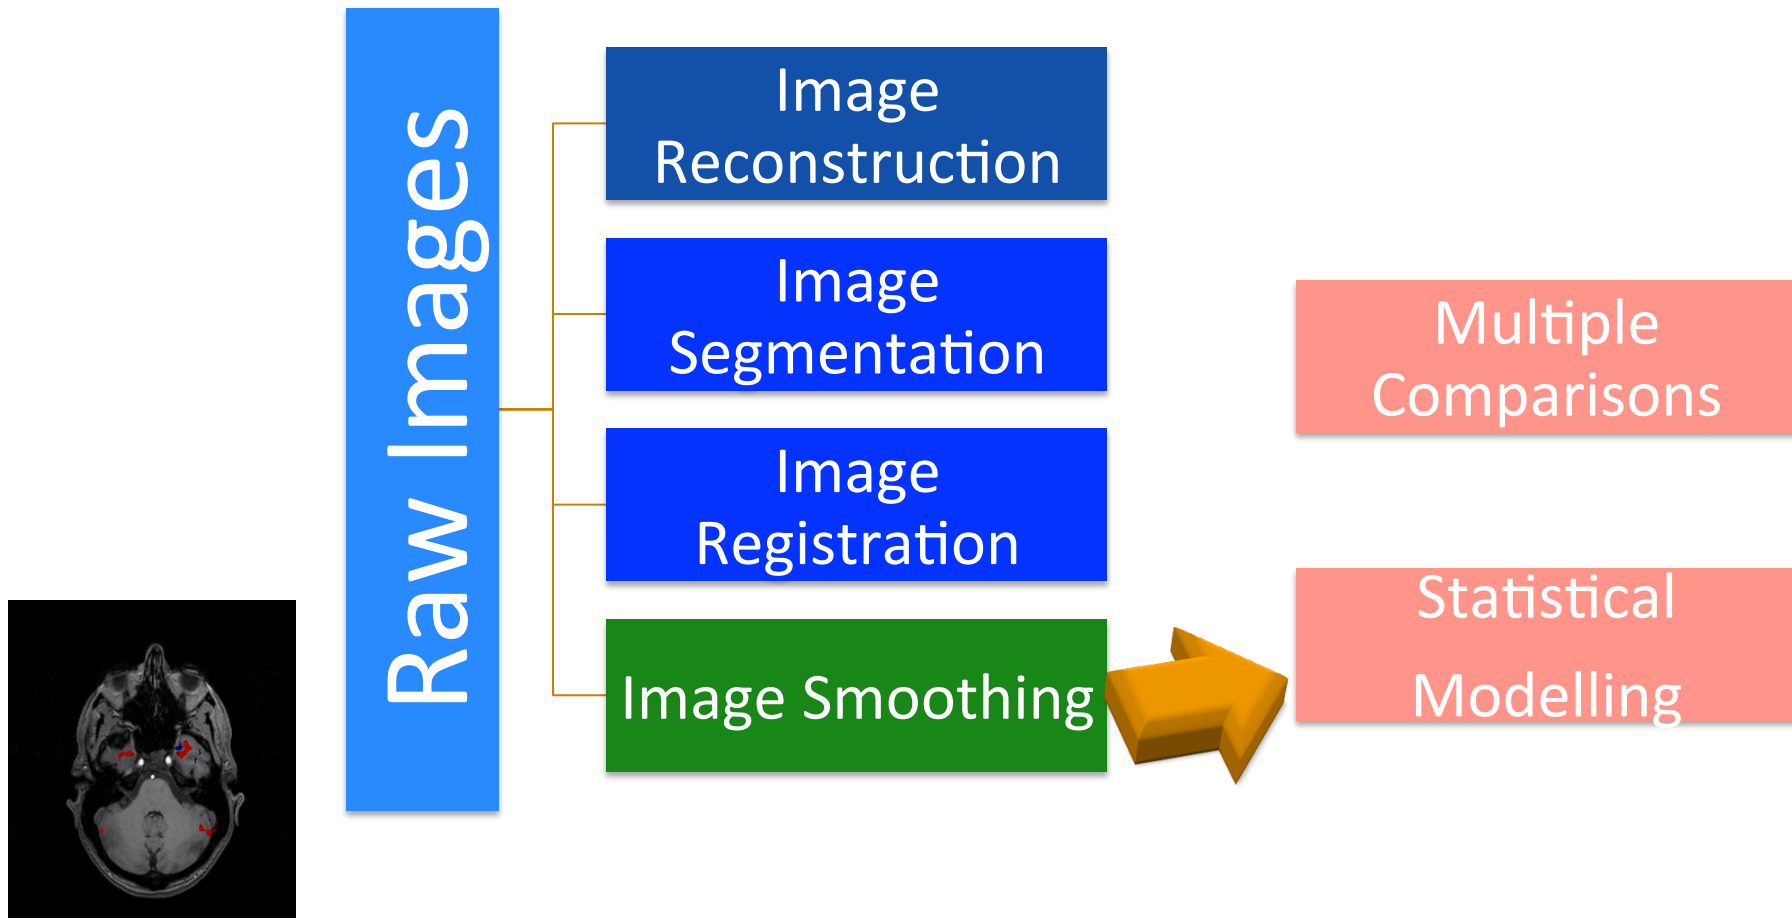 Raw Images
Image
Reconstruction
Image
Segmentation
Image
Registration
Image Smoothing
Multiple
Comparisons
Statistical
Modelling